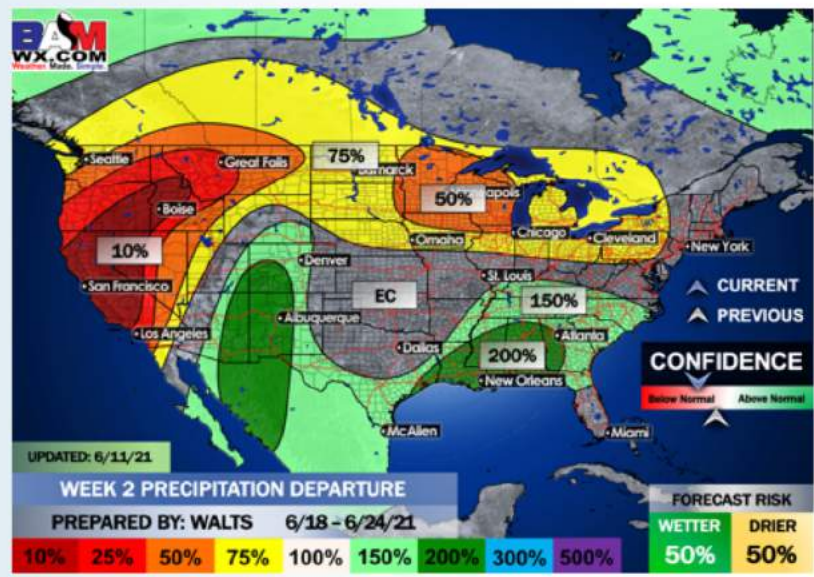 BAM
WX.COM
Weather. Made. Simple.
Seattle
Great Falls
75%
Bismarck
50%
Minneapolis
Boise
10%
Omaha
Chicago
Cleveland
New York
San Francisco
Denver
EC
St. Louis
150%
CURRENT
PREVIOUS
Los Angeles
Albuquerque
Dallas
Atlanta
200%
New Orleans
CONFIDENCE
Below Normal Above Normal
McAllen
Miami
UPDATED: 6/11/21
WEEK 2 PRECIPITATION DEPARTURE
PREPARED BY: WALTS 6/18 - 6/24/21
FORECAST RISK
WETTER DRIER
50% 50%
10% 25% 50% 75% 100% 150% 200% 300% 500%